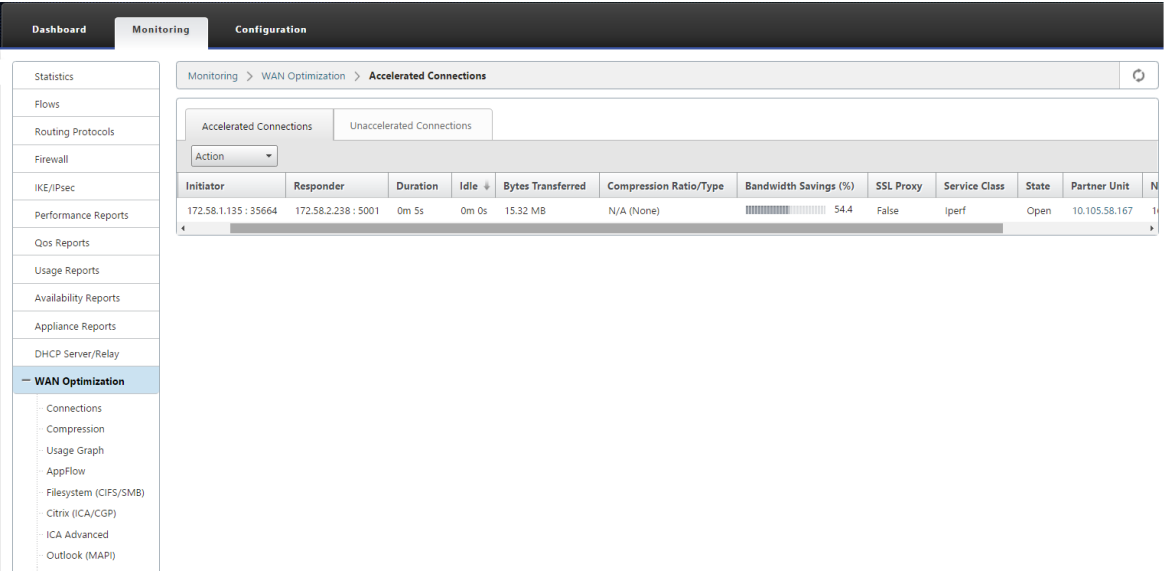 Dashboard Monitoring Configuration
Statistics
Flows
Routing Protocols
Firewall
IKE/IPsec
Performance Reports
Qos Reports
Usage Reports
Availability Reports
Appliance Reports
DHCP Server/Relay
WAN Optimization
Connections
Compression
Usage Graph
AppFlow
Filesystem (CIFS/SMB)
Citrix (ICA/CGP)
ICA Advanced
Outlook (MAPI)
Monitoring > WAN Optimization > Accelerated Connections
Accelerated Connections Unaccelerated Connections
Action
Initiator Responder Duration Idle Bytes Transferred Compression Ratio/Type Bandwidth Savings (%) SSL Proxy Service Class State Partner Unit
172.58.1.135 : 35664 172.58.2.238 : 5001 0m 5s 0m 0s 15.32 MB N/A (None) 54.4 False Iperf Open 10.105.58.167